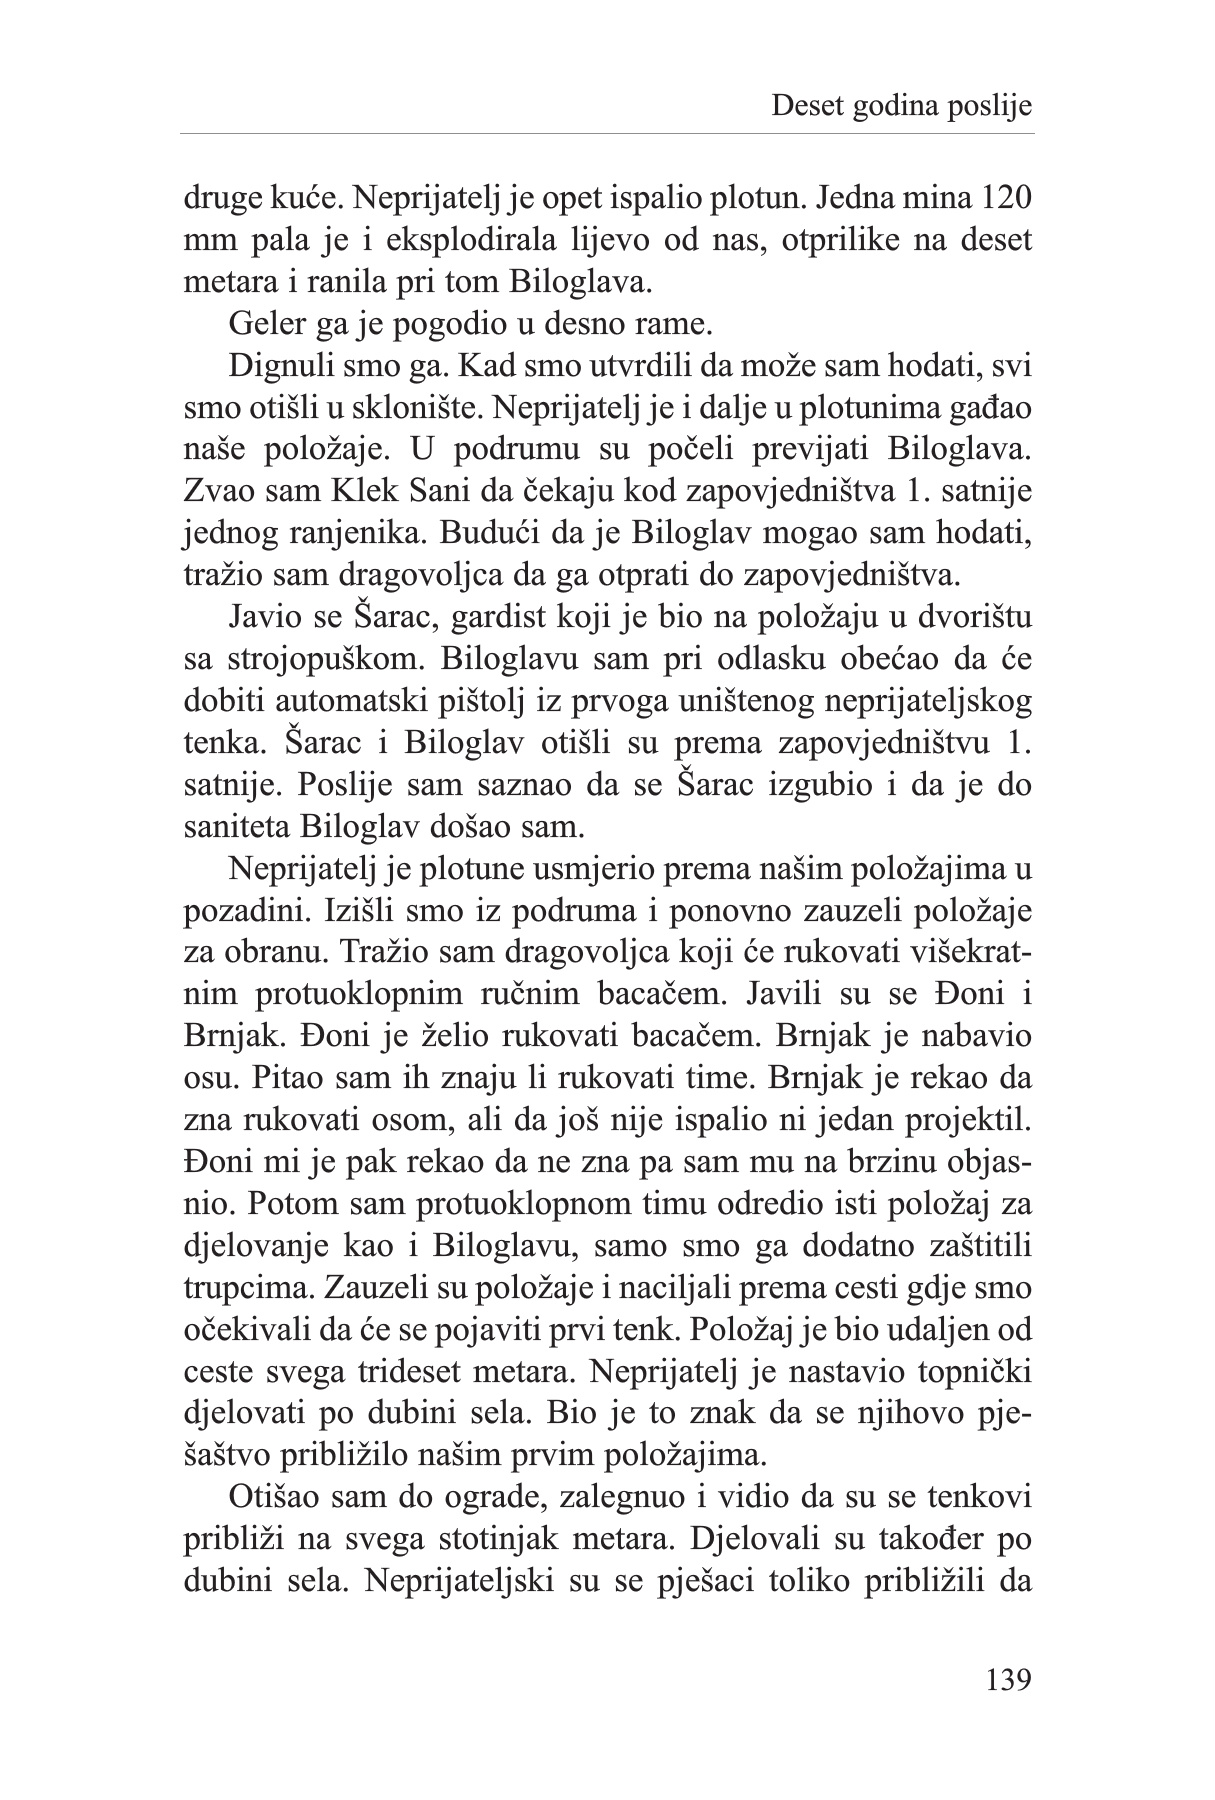 Deset godina poslije
druge kuće. Neprijatelj je opet ispalio plotun. Jedna mina 120
mm pala je i eksplodirala lijevo od nas, otprilike na deset
metara i ranila pri tom Biloglava.
Geler ga je pogodio u desno rame.
Dignuli smo ga. Kad smo utvrdili da može sam hodati, svi
smo otišli u sklonište. Neprijatelj je i dalje u plotunima gađao
naše položaje. U podrumu su počeli previjati Biloglava.
Zvao sam Klek Sani da čekaju kod zapovjedništva 1. satnije
jednog ranjenika. Budući da je Biloglav mogao sam hodati,
tražio sam dragovoljca da ga otprati do zapovjedništva.
Javio se Šarac, gardist koji je bio na položaju u dvorištu
sa strojopuškom. Biloglavu sam pri odlasku obećao da će
dobiti automatski pištolj iz prvoga uništenog neprijateljskog
tenka. Šarac i Biloglav otišli su prema zapovjedništvu 1.
satnije. Poslije sam saznao da se Šarac izgubio i da je do
saniteta Biloglav došao sam.
Neprijatelj je plotune usmjerio prema našim položajima u
pozadini. Izišli smo iz podruma i ponovno zauzeli položaje
za obranu. Tražio sam dragovoljca koji će rukovati višekrat-
nim protuoklopnim ručnim bacačem. Javili su se Đoni i
Brnjak. Đoni je želio rukovati bacačem. Brnjak je nabavio
osu. Pitao sam ih znaju li rukovati time. Brnjak je rekao da
zna rukovati osom, ali da još nije ispalio ni jedan projektil.
Đoni mi je pak rekao da ne zna pa sam mu na brzinu objas-
nio. Potom sam protuoklopnom timu odredio isti položaj za
djelovanje kao i Biloglavu, samo smo ga dodatno zaštitili
trupcima. Zauzeli su položaje i naciljali prema cesti gdje smo
očekivali da će se pojaviti prvi tenk. Položaj je bio udaljen od
ceste svega trideset metara. Neprijatelj je nastavio topnički
djelovati po dubini sela. Bio je to znak da se njihovo pje-
šaštvo približilo našim prvim položajima.
Otišao sam do ograde, zalegnuo i vidio da su se tenkovi
približi na svega stotinjak metara. Djelovali su također po
dubini sela. Neprijateljski su se pješaci toliko približili da
139